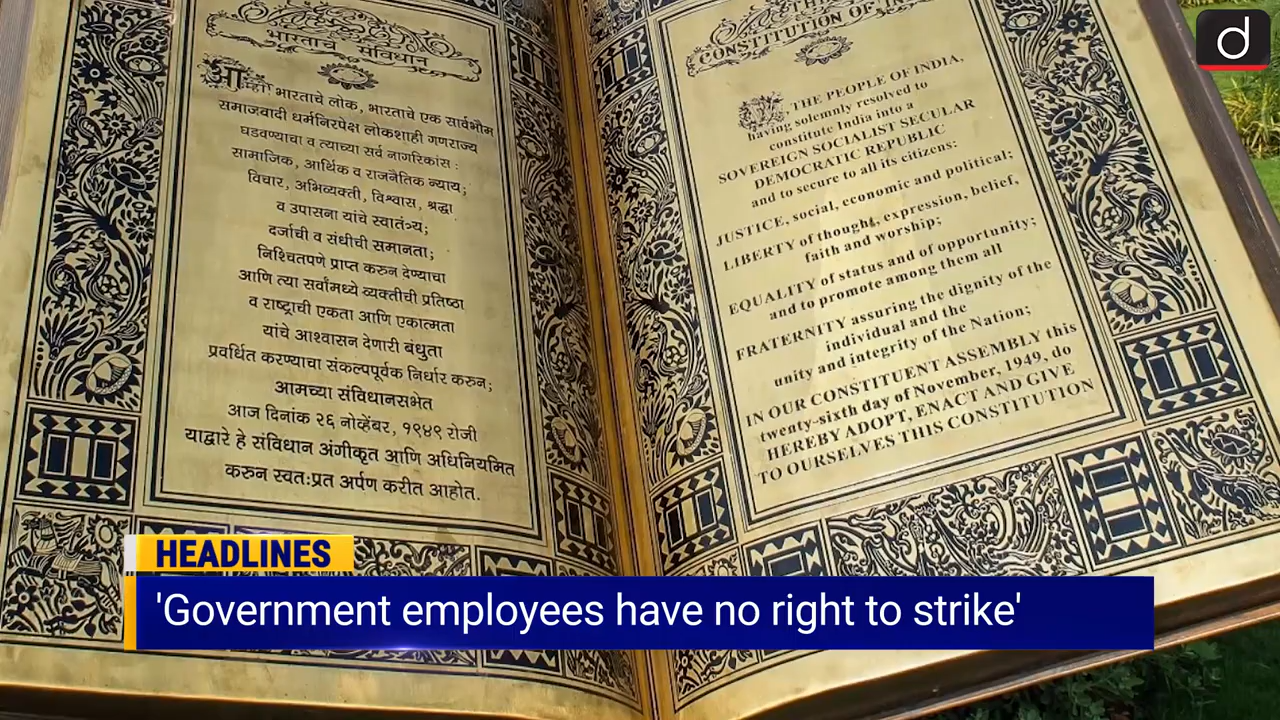 भारताचे संविधान
आम्ही भारताचे लोक, भारताचे एक सार्वभौम
समाजवादी धर्मनिरपेक्ष लोकशाही गणराज्य
घडवण्याचा व त्याच्या सर्व नागरिकांस :
सामाजिक, आर्थिक व राजनैतिक न्याय;
विचार, अभिव्यक्ती, विश्वास, श्रद्धा
व उपासना यांचे स्वातंत्र्य;
दर्जाची व संधीची समानता;
निश्चितपणे प्राप्त करुन देण्याचा
आणि त्या सर्वांमध्ये व्यक्तीची प्रतिष्ठा
व राष्ट्राची एकता आणि एकात्मता
यांचे आश्वासन देणारी बंधुता
प्रवर्धित करण्याचा संकल्पपूर्वक निर्धार करुन;
आमच्या संविधानसभेत
आज दिनांक २६ नोव्हेंबर, १९४९ रोजी
याद्वारे हे संविधान अंगीकृत आणि अधिनियमित
करुन स्वतःप्रत अर्पण करीत आहोत.
THE
CONSTITUTION OF
WE, THE PEOPLE OF INDIA,
having solemnly resolved to
constitute India into a
SOVEREIGN SOCIALIST SECULAR
DEMOCRATIC REPUBLIC
and to secure to all its citizens:
JUSTICE, social, economic and political;
LIBERTY of thought, expression, belief,
faith and worship;
EQUALITY of status and of opportunity;
and to promote among them all
FRATERNITY assuring the dignity of the
individual and the
unity and integrity of the Nation;
IN OUR CONSTITUENT ASSEMBLY this
twenty-sixth day of November, 1949, do
HEREBY ADOPT, ENACT AND GIVE
TO OURSELVES THIS CONSTITUTION
d
HEADLINES
'Government employees have no right to strike'